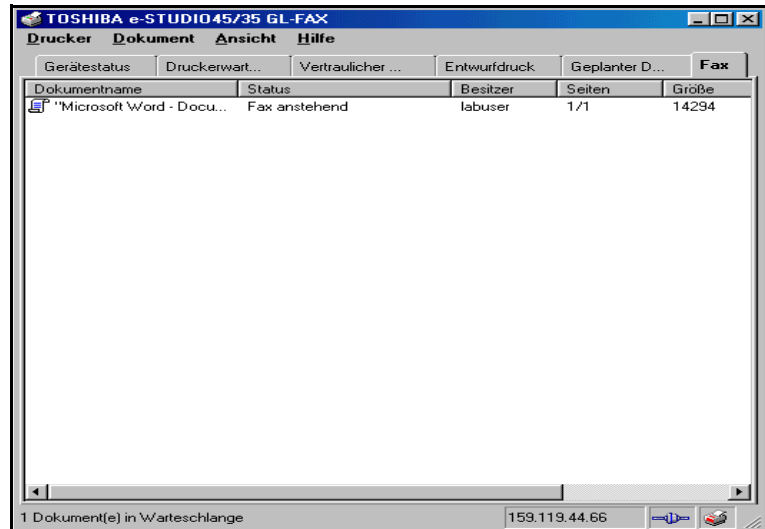 TOSHIBA e-STUDIO45/35 GL-FAX
Drucker Dokument Ansicht Hilfe
Gerätestatus Druckerwart... Vertraulicher ... Entwurfdruck Geplanter D... Fax
Dokumentname Status Besitzer Seiten Größe
"Microsoft Word - Docu... Fax anstehend labuser 1/1 14294
1 Dokument(e) in Warteschlange 159.119.44.66